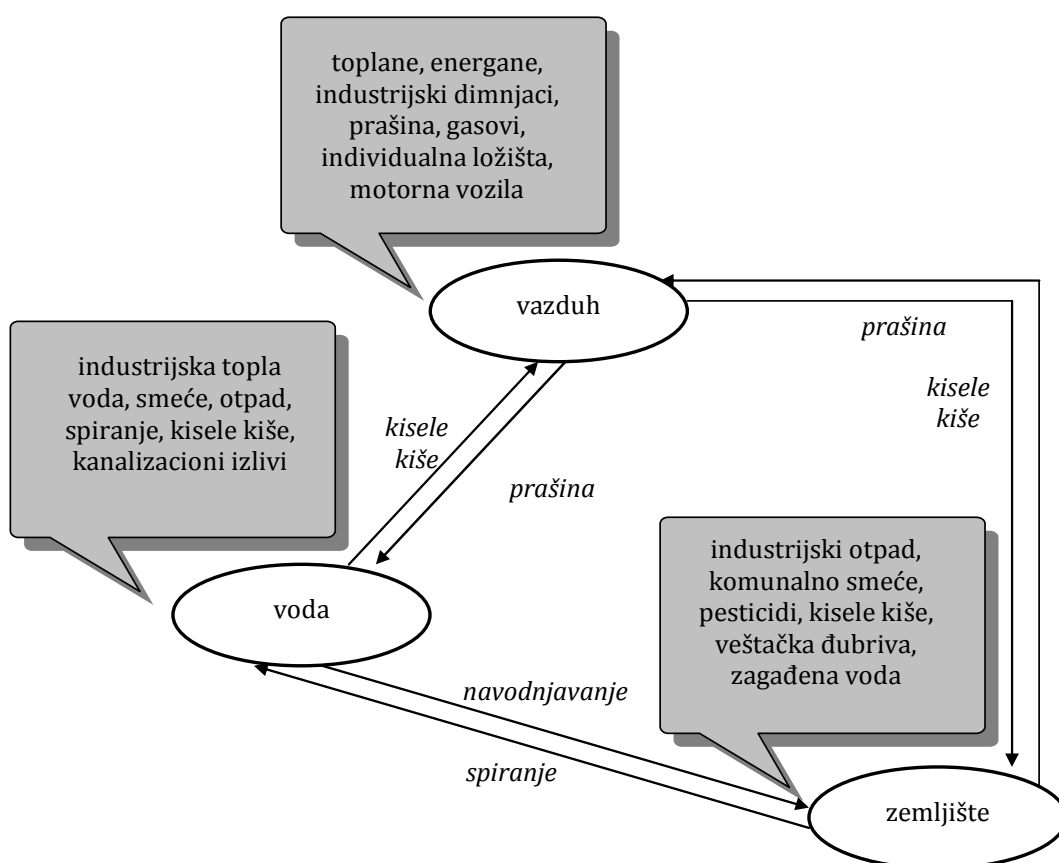 toplane, energane,
industrijski dimnjaci,
prašina, gasovi,
individualna ložišta,
motorna vozila
vazduh
prašina
kisele
kiše
industrijska topla
voda, smeće, otpad,
spiranje, kisele kiše,
kanalizacioni izlivi
kisele
kiše
prašina
industrijski otpad,
komunalno smeće,
pesticidi, kisele kiše,
veštačka đubriva,
zagađena voda
voda
navodnjavanje
spiranje
zemljište